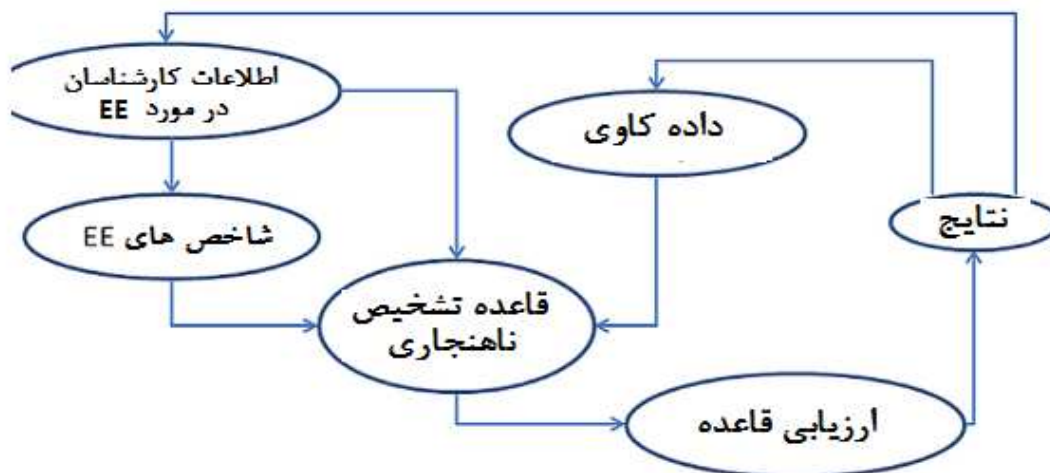 اطلاعات کارشناسان
در مورد EE
داده کاوی
نتایج
شاخص های EE
قاعده تشخیص
ناهنجاری
ارزیابی قاعده